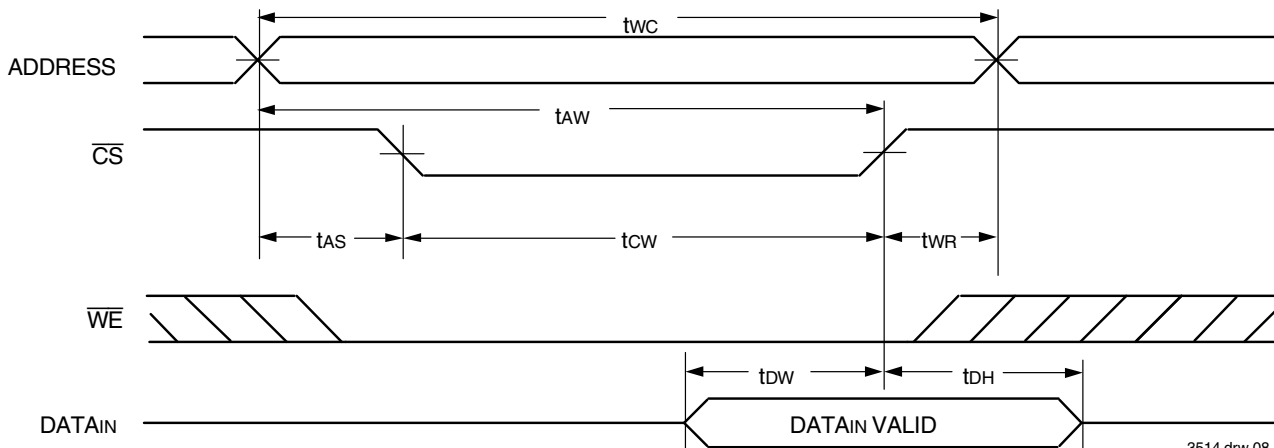 tWC
ADDRESS
tAW
CS
tAS
tCW
tWR
WE
tDW
tDH
DATAIN
DATAIN VALID
3514 drw 08